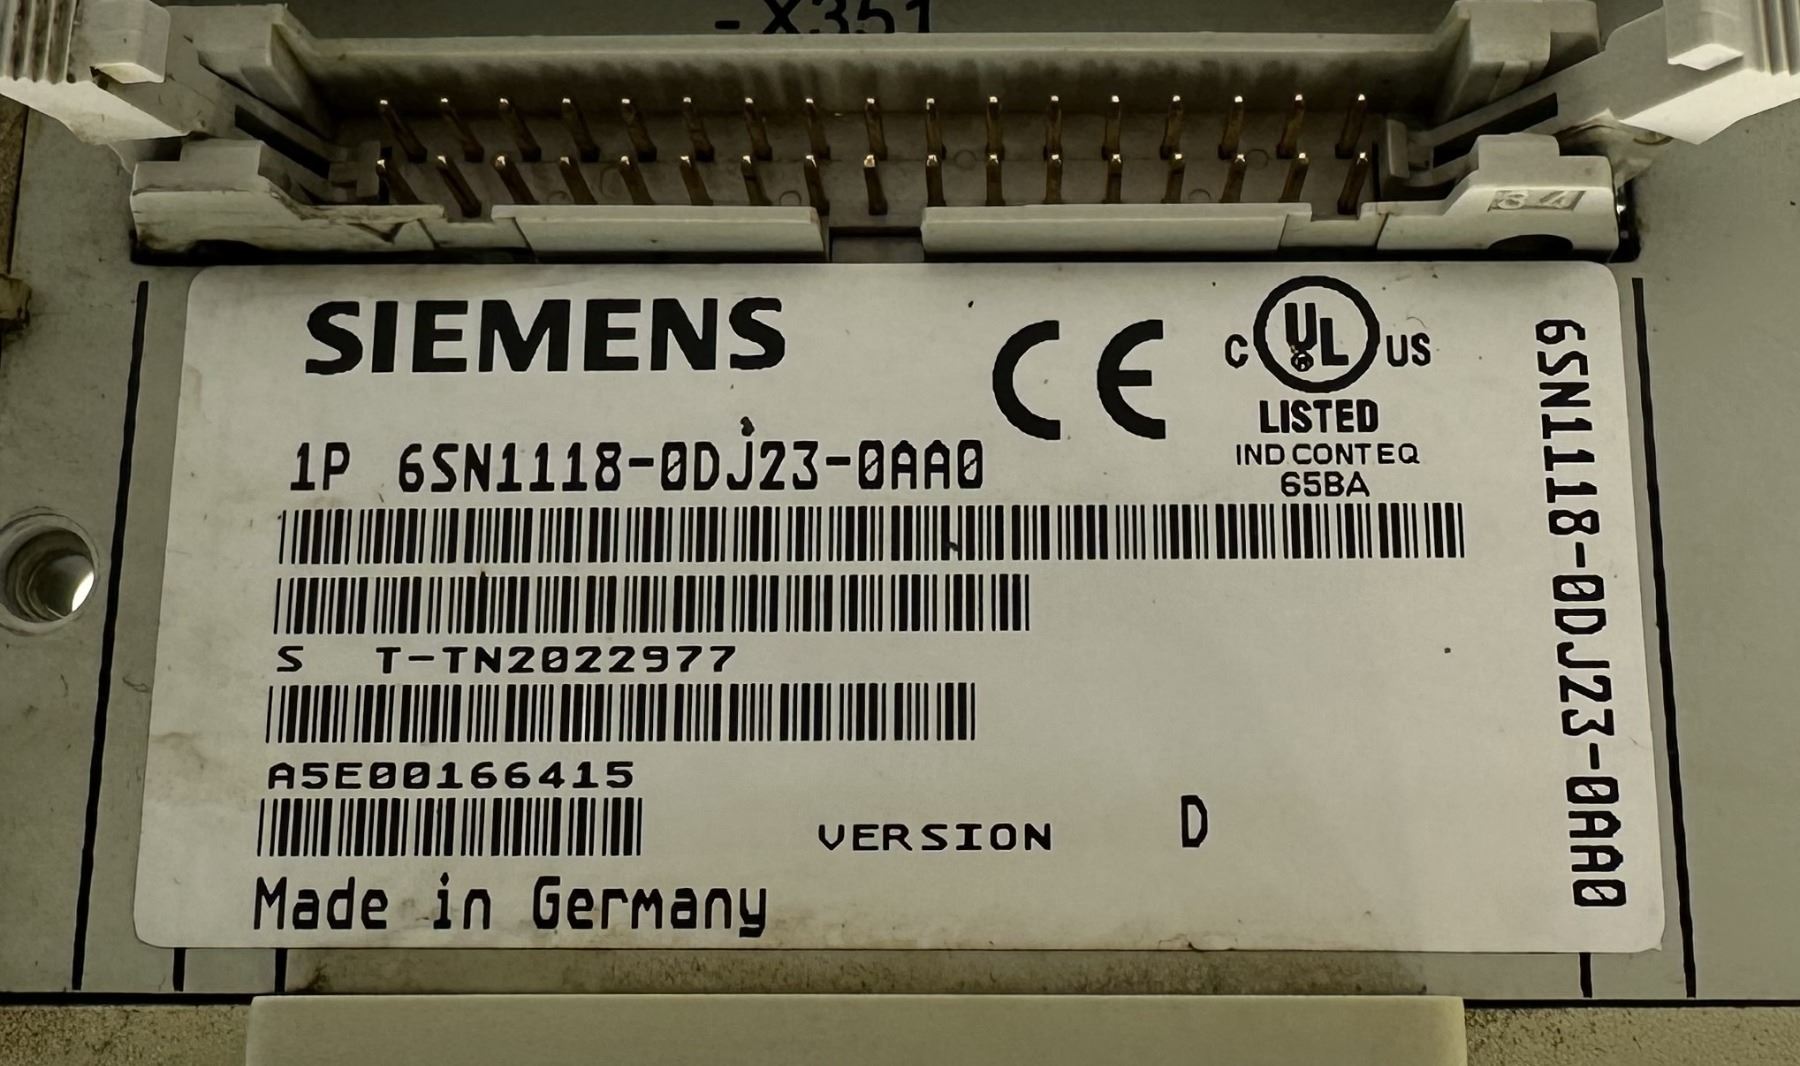 -X351
34
SIEMENS
C UL US
LISTED
IND CONT EQ
65BA
1P 6SN1118-0DJ23-0AA0
S T-TN2022977
A5E00166415
VERSION D
Made in Germany
6SN1118-0DJ23-0AA0